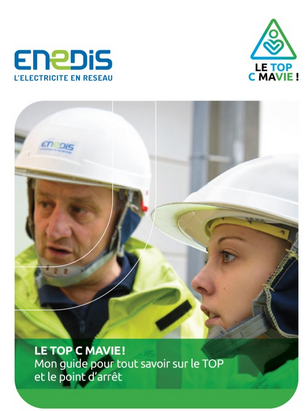 ENEDIS
L'ELECTRICITE EN RESEAU
LE TOP
C MAVIE !
ENEDIS
LE TOP C MAVIE !
Mon guide pour tout savoir sur le TOP
et le point d'arrêt